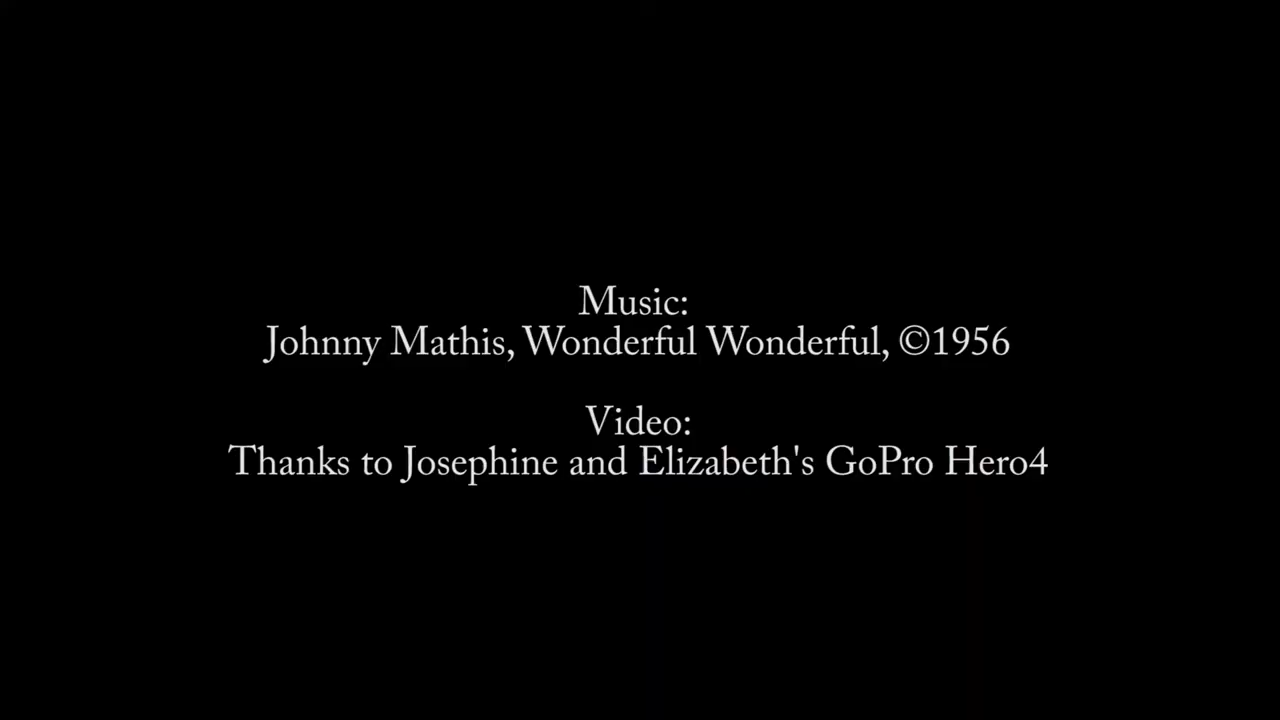 Music:
Johnny Mathis, Wonderful Wonderful, ©1956
Video:
Thanks to Josephine and Elizabeth's GoPro Hero4